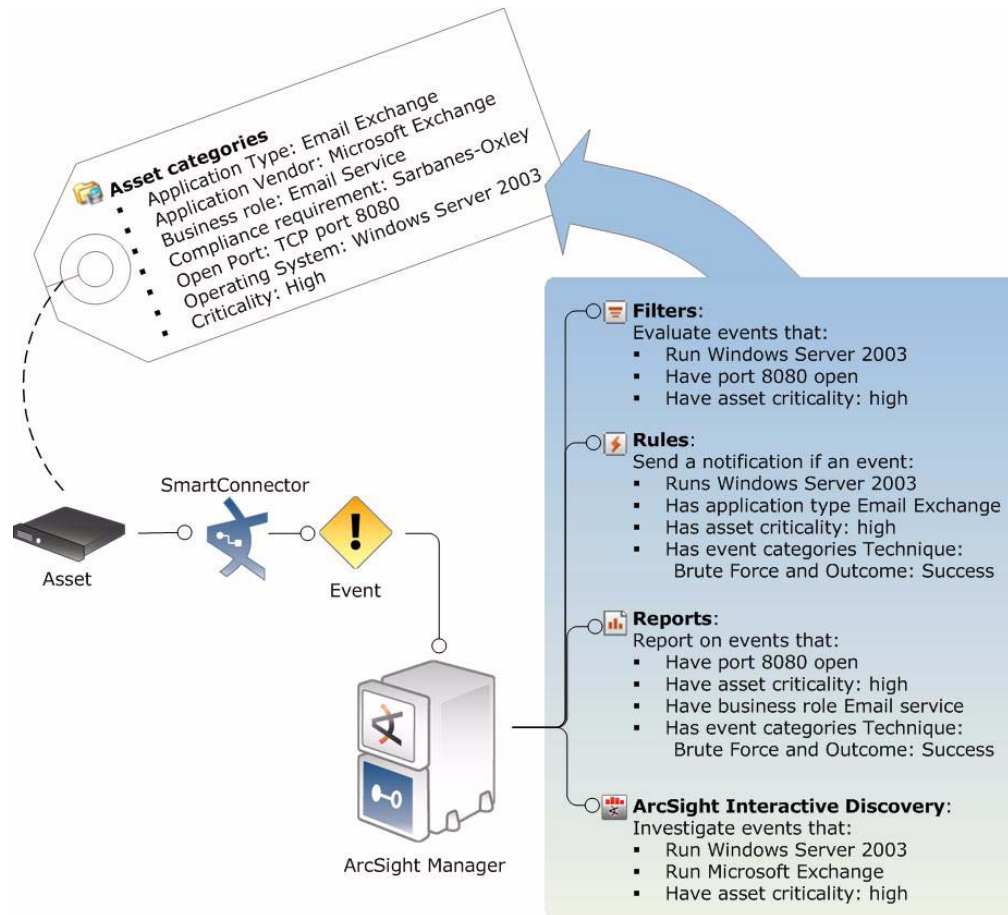 Asset categories
▪ Application Type: Email Exchange
▪ Application Vendor: Microsoft Exchange
▪ Business role: Email Service
▪ Compliance requirement: Sarbanes-Oxley
▪ Open Port: TCP port 8080
▪ Operating System: Windows Server 2003
▪ Criticality: High
Asset
SmartConnector
Event
ArcSight Manager
Filters:
Evaluate events that:
▪ Run Windows Server 2003
▪ Have port 8080 open
▪ Have asset criticality: high
Rules:
Send a notification if an event:
▪ Runs Windows Server 2003
▪ Has application type Email Exchange
▪ Has asset criticality: high
▪ Has event categories Technique:
Brute Force and Outcome: Success
Reports:
Report on events that:
▪ Have port 8080 open
▪ Have asset criticality: high
▪ Have business role Email service
▪ Has event categories Technique:
Brute Force and Outcome: Success
ArcSight Interactive Discovery:
Investigate events that:
▪ Run Windows Server 2003
▪ Run Microsoft Exchange
▪ Have asset criticality: high